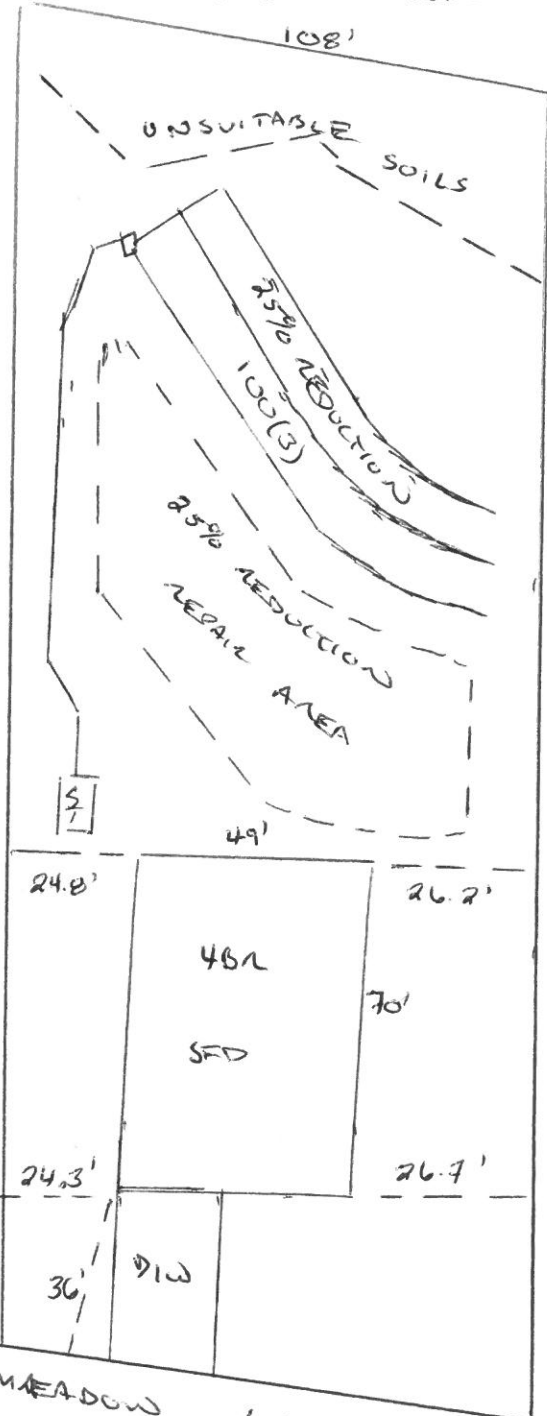 108'
UNSUITABLE SOILS
25% REDUCTION
100(3)
25% REDUCTION
REPAIR AREA
S
49'
24.8'
26.2'
4BR
70'
SFD
24.3'
26.7'
36'
D/W
MEADOW